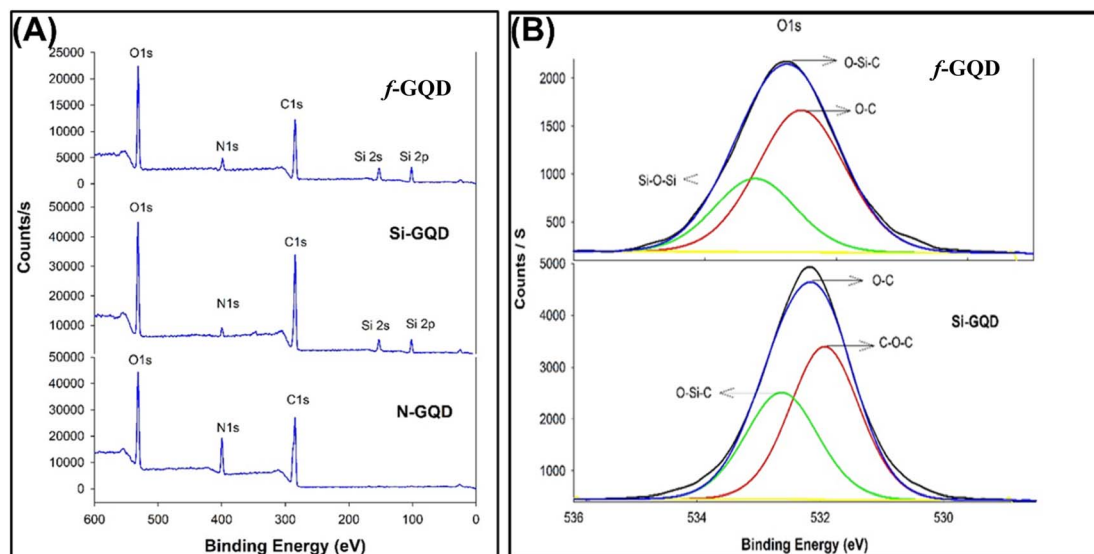 (A)
25000
20000
15000
10000
5000
0
O1s
N1s
C1s
Si 2s
Si 2p
f-GQD
50000
40000
30000
20000
10000
O1s
N1s
C1s
Si 2s
Si 2p
Si-GQD
50000
40000
30000
20000
10000
0
O1s
N1s
C1s
N-GQD
Counts/s
600
500
400
300
200
100
0
Binding Energy (eV)
(B)
O1s
f-GQD
2000
1500
1000
500
O-Si-C
O-C
Si-O-Si
5000
4000
3000
2000
1000
O-C
C-O-C
O-Si-C
Si-GQD
Counts / S
536
534
532
530
Binding Energy (eV)